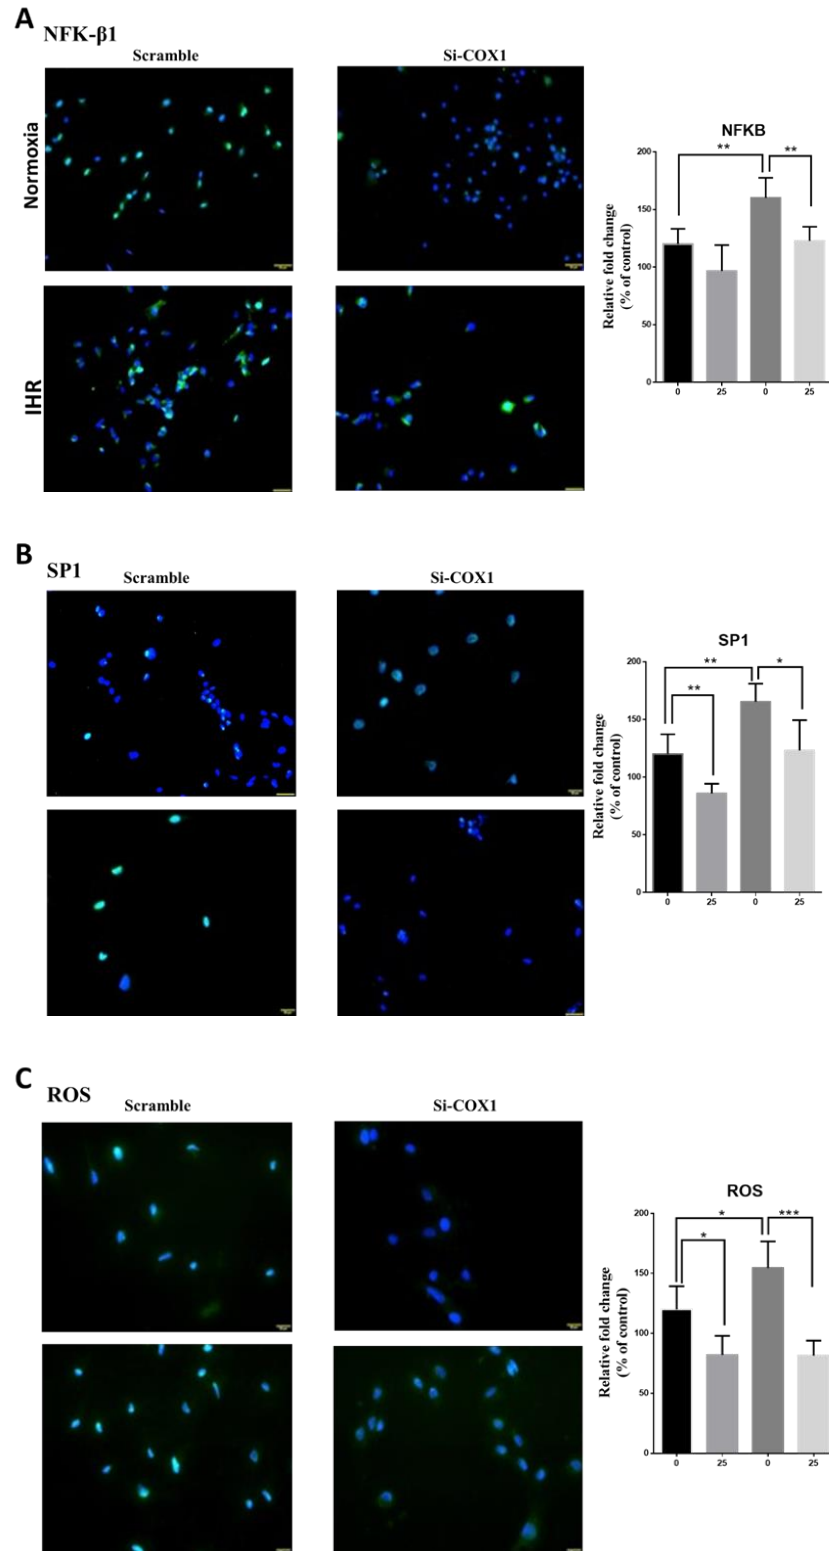 A
NFK-β1
Scramble
Si-COX1
Normoxia
IHR
NFKB
Relative fold change
(% of control)
200
150
100
50
0
**
**
0
25
0
25
B
SP1
Scramble
Si-COX1
SP1
Relative fold change
(% of control)
200
150
100
50
0
**
*
**
0
25
0
25
C
ROS
Scramble
Si-COX1
ROS
Relative fold change
(% of control)
200
150
100
50
0
*
***
*
0
25
0
25